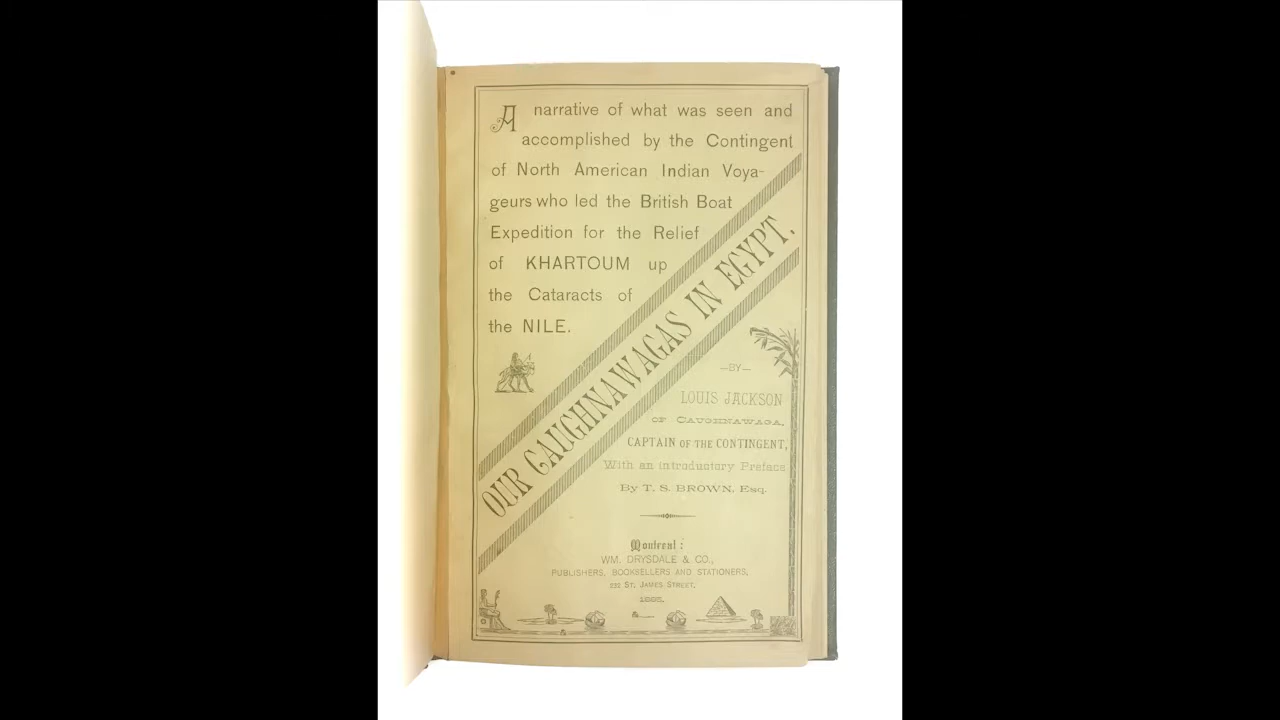 A narrative of what was seen and
accomplished by the Contingent
of North American Indian Voya-
geurs who led the British Boat
Expedition for the Relief
of KHARTOUM up
the Cataracts of
the NILE.
OUR CAUGHNAWAGAS IN EGYPT.
—BY—
LOUIS JACKSON
OF CAUGHNAWAGA,
CAPTAIN OF THE CONTINGENT,
With an introductory Preface
By T. S. BROWN, Esq.
Montreal:
WM. DRYSDALE & CO.,
PUBLISHERS, BOOKSELLERS AND STATIONERS,
232 ST. JAMES STREET.
1885.